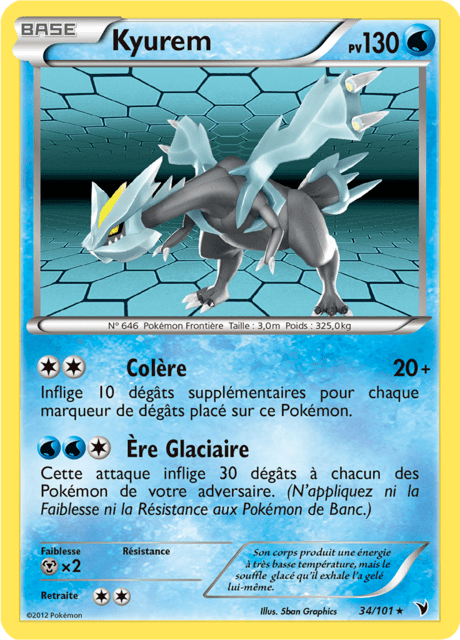 BASE
Kyurem
PV130
N° 646 Pokémon Frontière Taille : 3,0m Poids : 325,0kg
Colère 20+
Inflige 10 dégâts supplémentaires pour chaque
marqueur de dégâts placé sur ce Pokémon.
Ère Glaciaire
Cette attaque inflige 30 dégâts à chacun des
Pokémon de votre adversaire. (N'appliquez ni la
Faiblesse ni la Résistance aux Pokémon de Banc.)
Faiblesse Résistance
×2
Retraite
Son corps produit une énergie
à très basse température, mais le
souffle glacé qu'il exhale l'a gelé
lui-même.
©2012 Pokémon
Illus. 5ban Graphics 34/101 ★